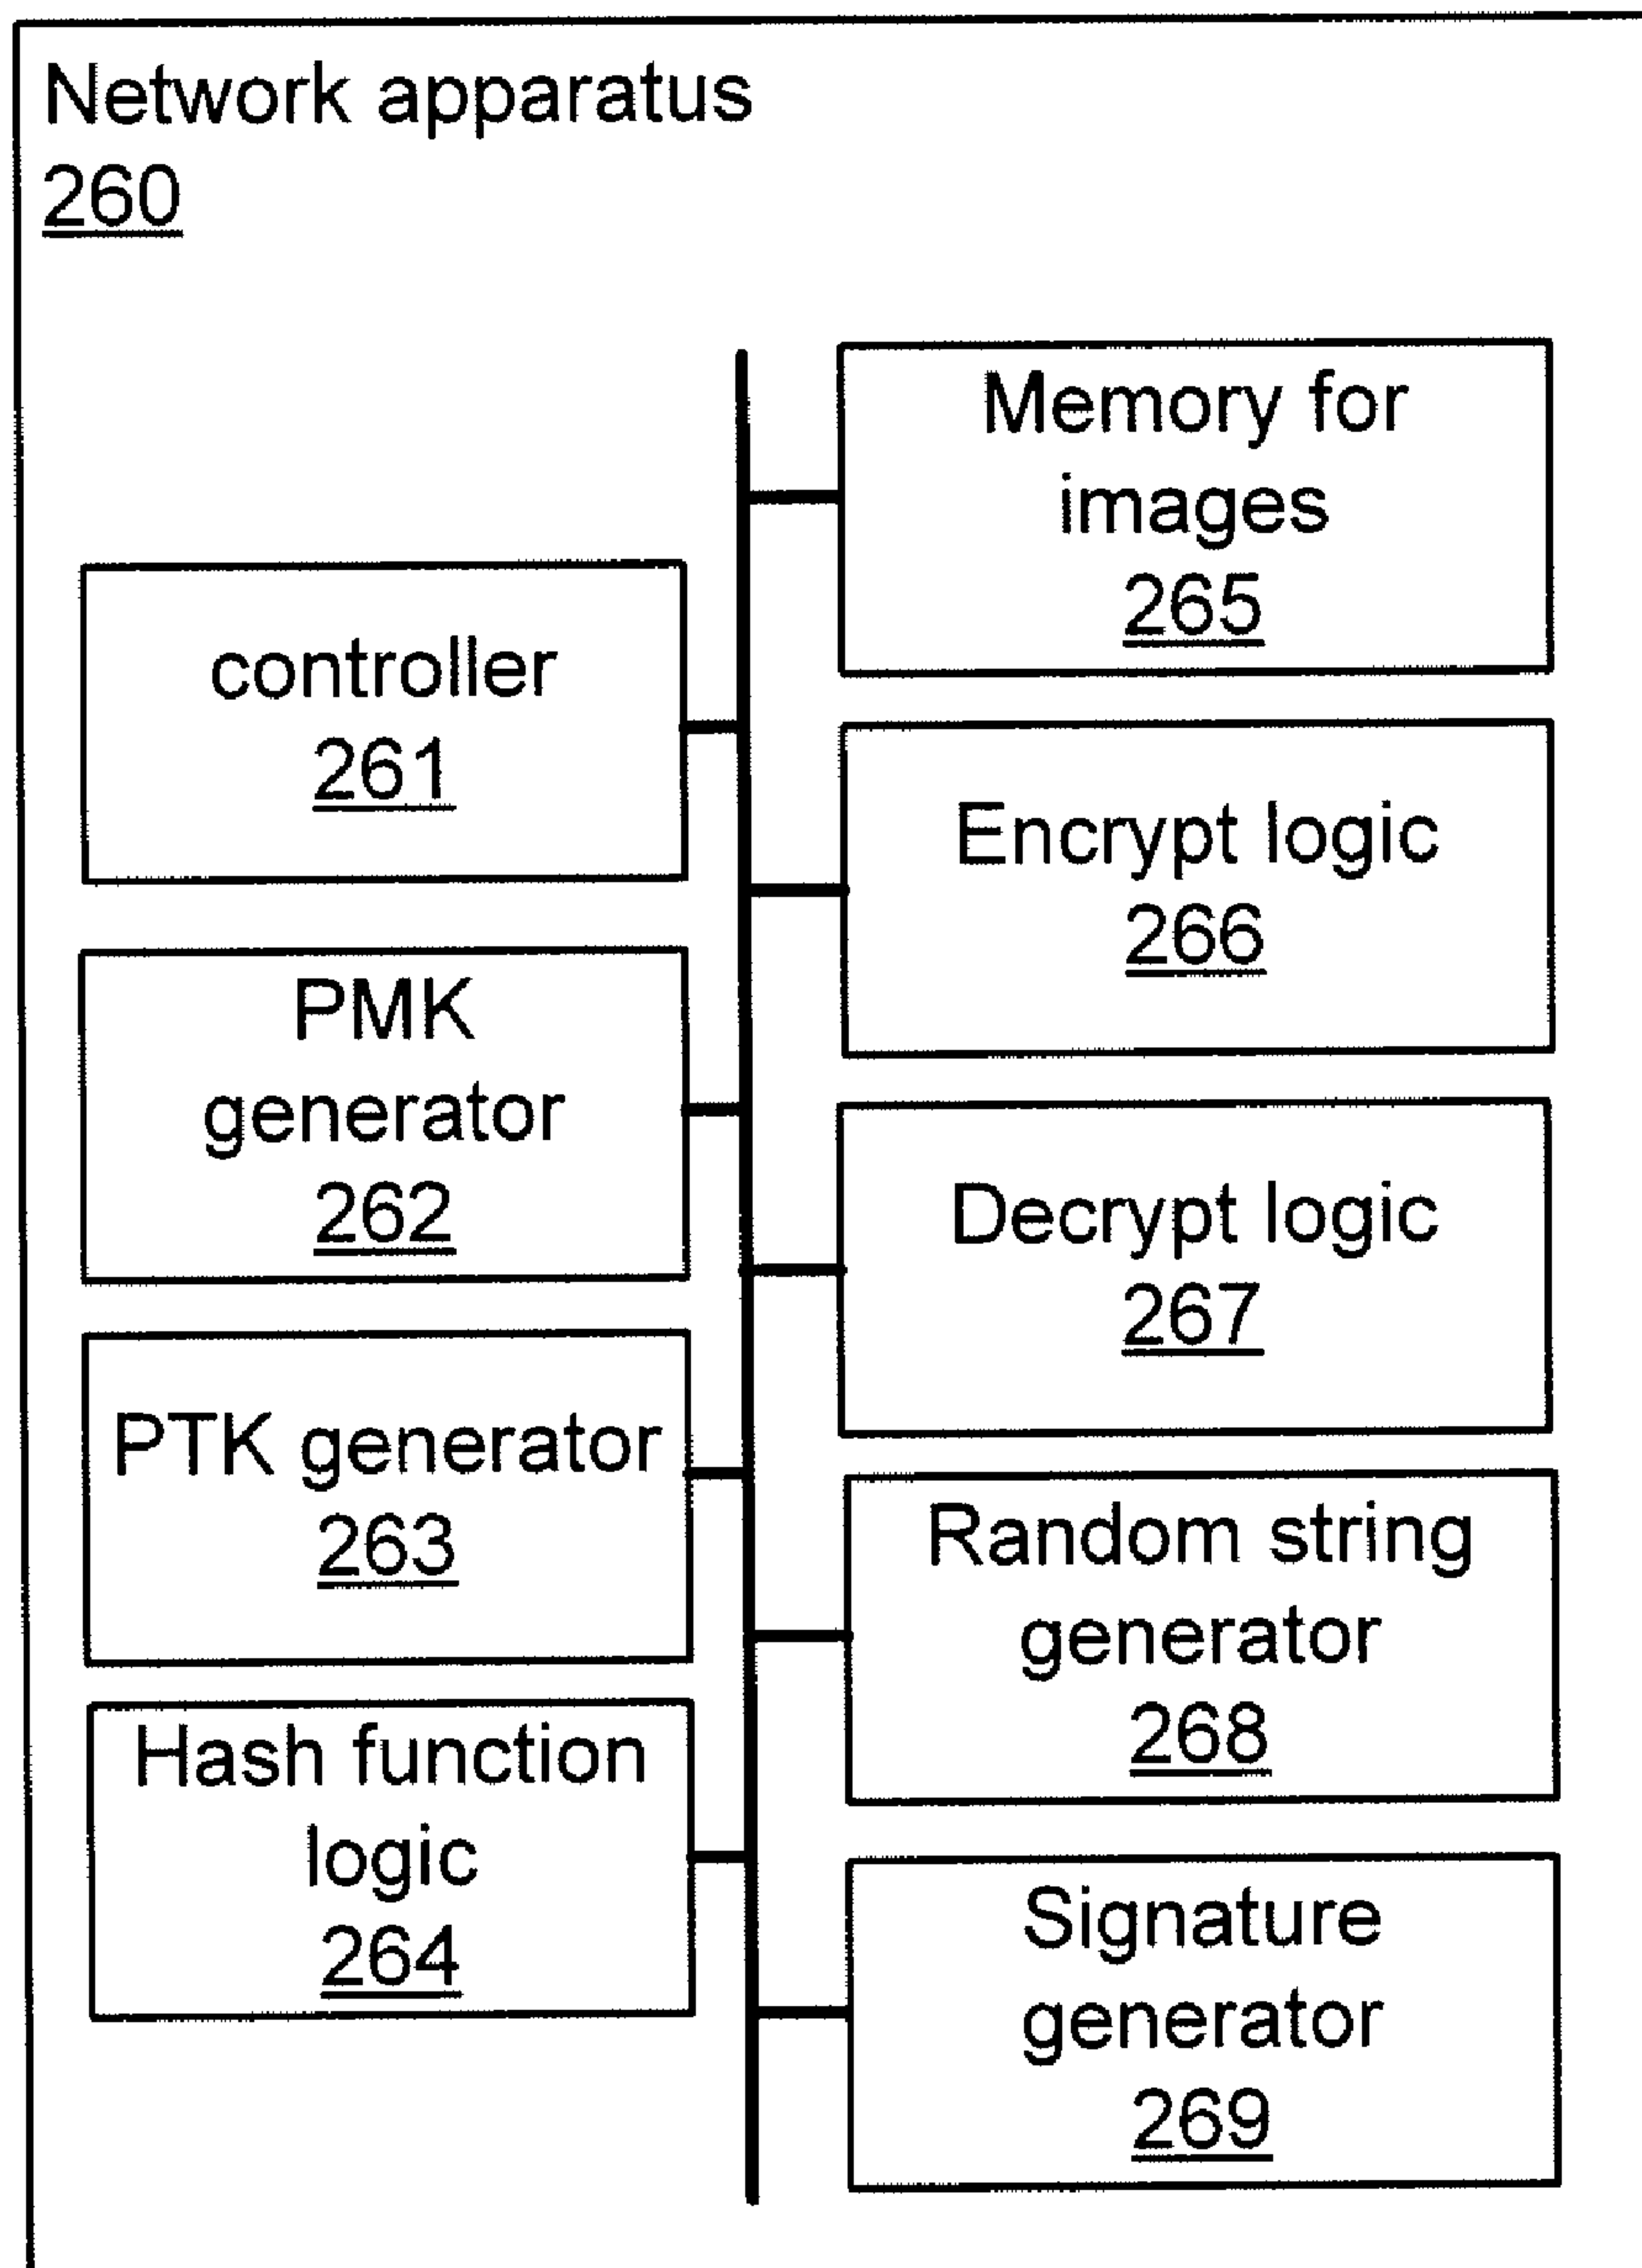 Network apparatus
260
Memory for
images
265
controller
261
Encrypt logic
266
PMK
generator
262
Decrypt logic
267
PTK generator
263
Random string
generator
268
Hash function
logic
264
Signature
generator
269